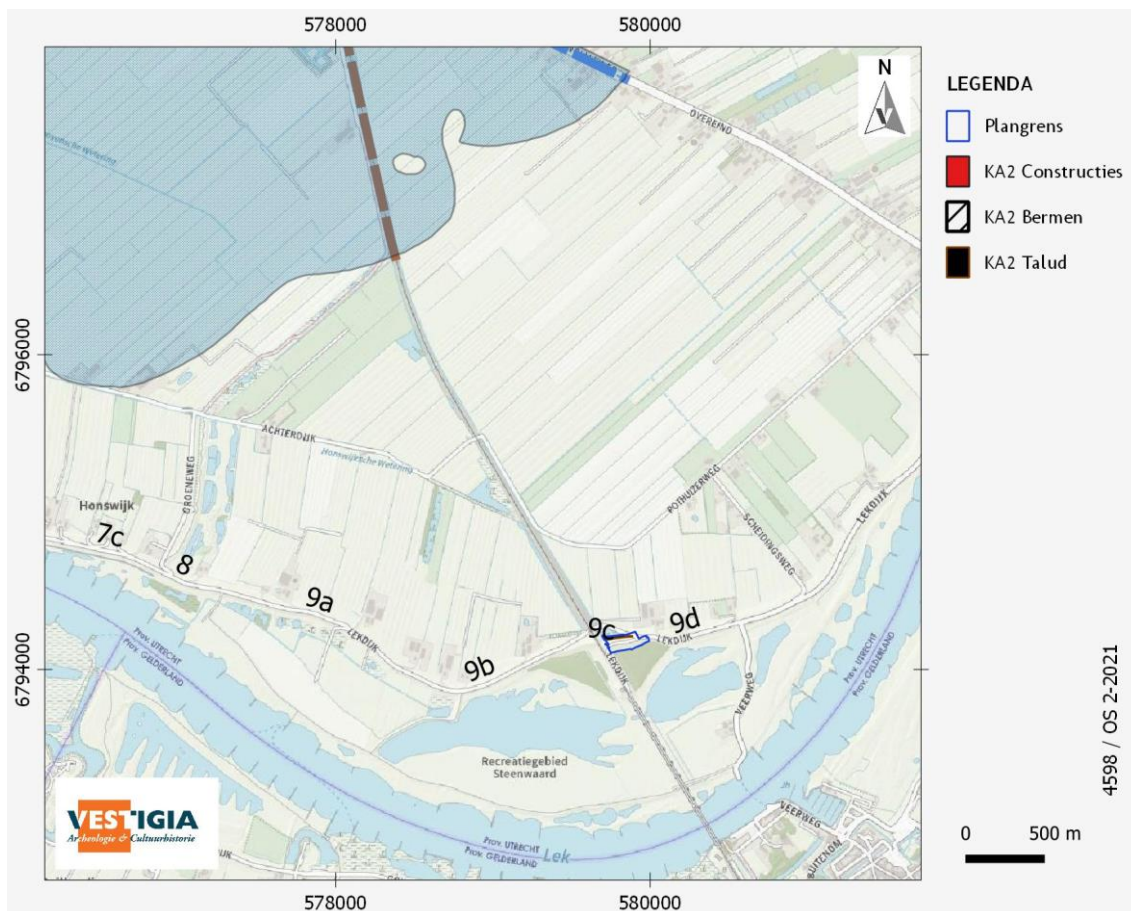 578000
580000
N
OVEREIND
LEGENDA
Plangrens
KA2 Constructies
KA2 Bermen
KA2 Talud
6796000
6794000
ACHTERDIJK
Honswijksche Wetering
GROENEWEG
Honswijk
7c
8
9a
LEKDIJK
9b
9c
LEKDIJK
9d
LEKDIJK
POTHUIZERWEG
SCHEIDINGSWEG
LEKDIJK
VEERWEG
Prov. UTRECHT
Prov. GELDERLAND
Prov. UTRECHT
Prov. GELDERLAND
Recreatiegebied
Steenwaard
VESTIGIA
Archeologie & Cultuurhistorie
Prov. UTRECHT
Prov. GELDERLAND
Lek
VEERWEG
BUITENOM
4598 / OS 2-2021
0 500 m
578000
580000